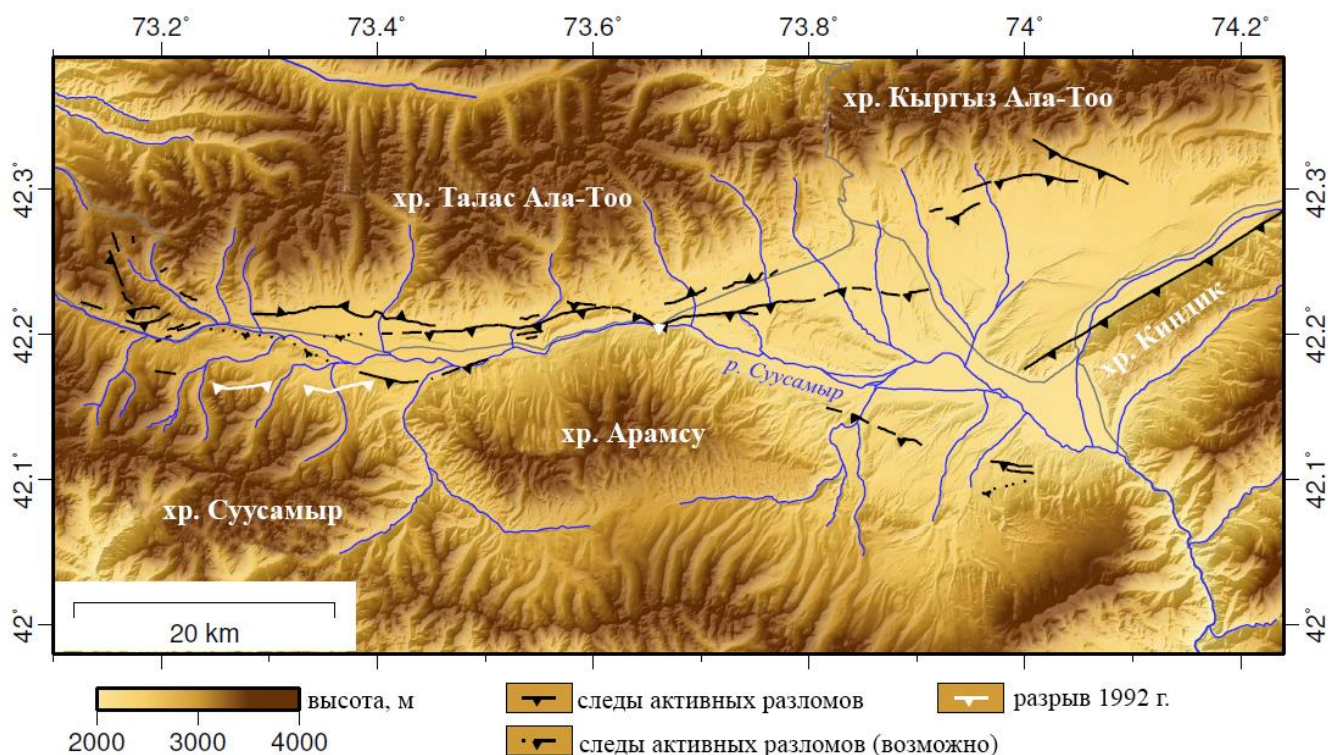 73.2° 73.4° 73.6° 73.8° 74° 74.2°
хр. Кыргыз Ала-Тоо
42.3° 42.3°
хр. Талас Ала-Тоо
42.2° 42.2°
хр. Киндик
р. Суусамыр
хр. Арамсу
42.1° 42.1°
хр. Суусамыр
42° 42°
20 km
высота, м
2000 3000 4000
следы активных разломов
разрыв 1992 г.
следы активных разломов (возможно)